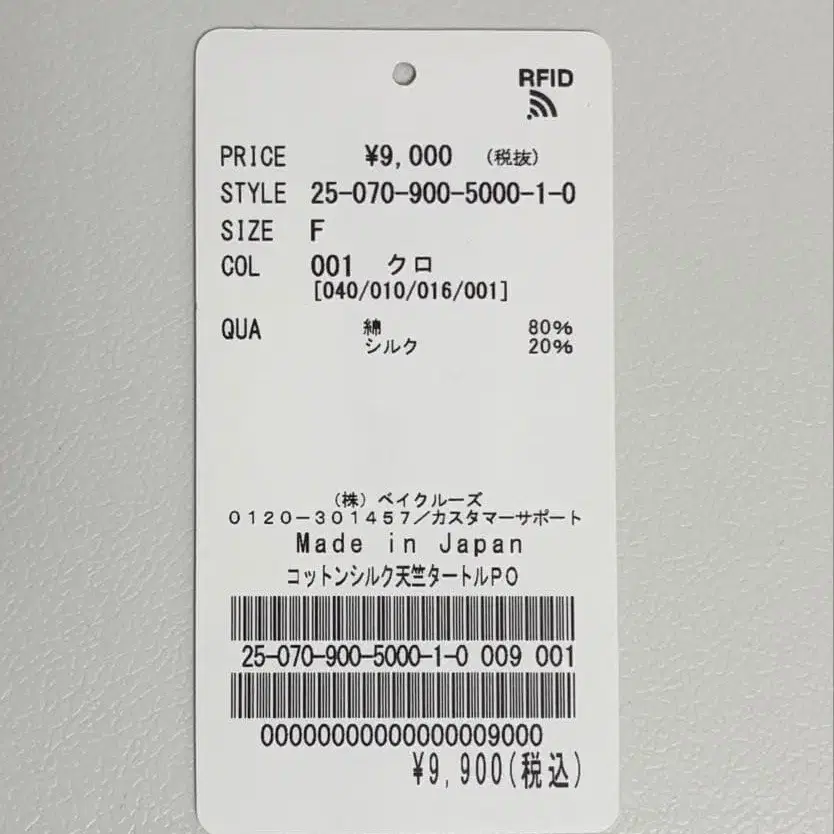 RFID
PRICE ¥9,000 (税抜)
STYLE 25-070-900-5000-1-0
SIZE F
COL 001 クロ
[040/010/016/001]
QUA 綿 80%
シルク 20%
(株) ベイクルーズ
0120-301457/カスタマーサポート
Made in Japan
コットンシルク天竺タートルPO
25-070-900-5000-1-0 009 001
00000000000000009000
¥9,900(税込)